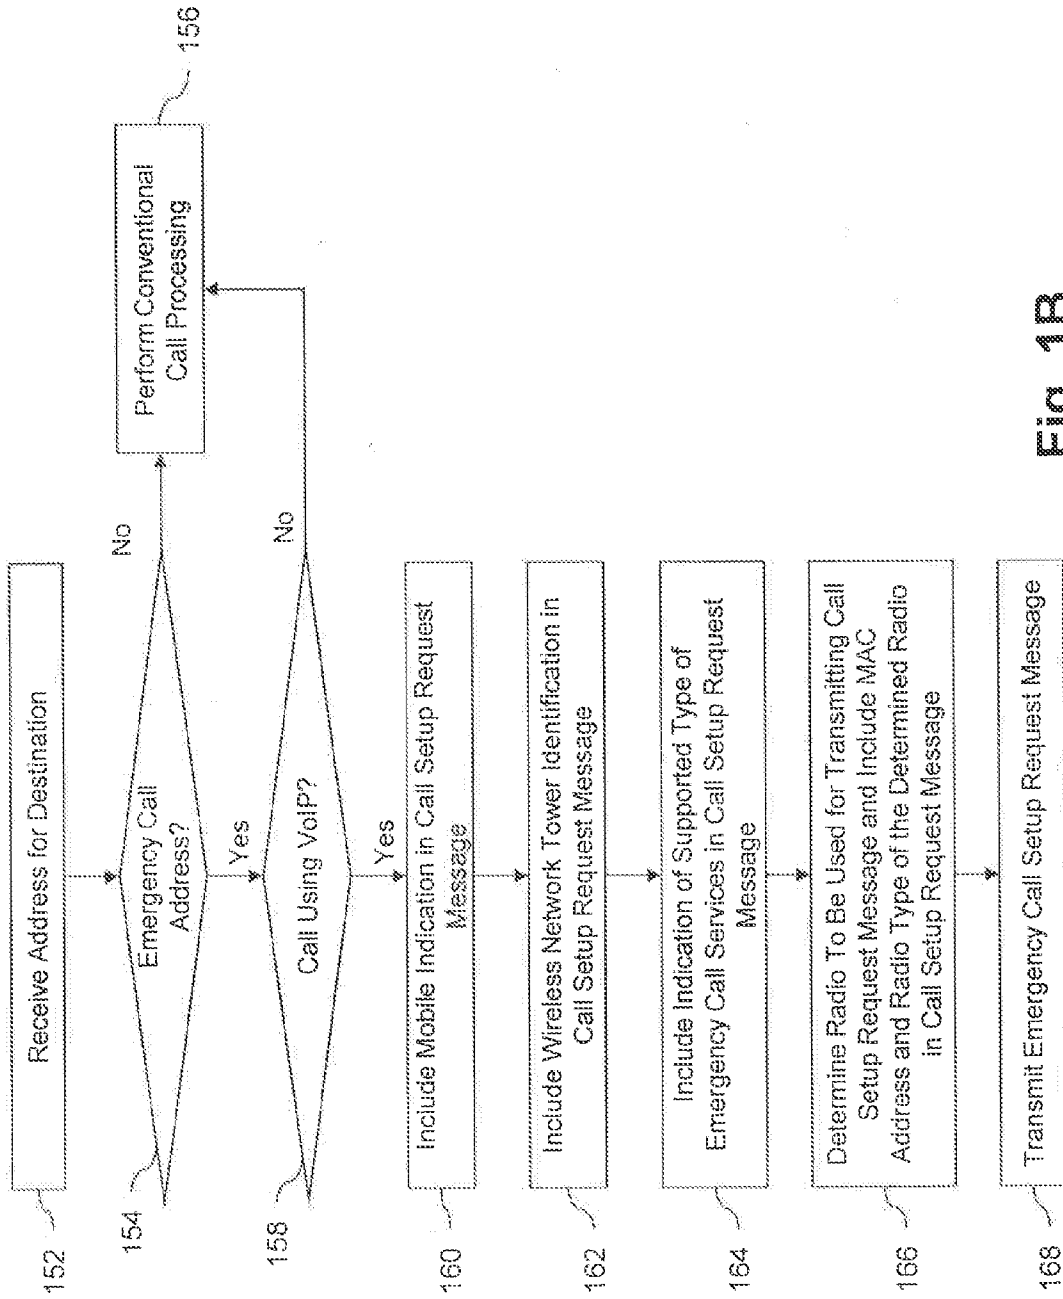 152
Receive Address for Destination
154
Emergency Call
Address?
No
Perform Conventional
Call Processing
156
Yes
158
Call Using VoIP?
No
Yes
160
Include Mobile Indication in Call Setup Request
Message
162
Include Wireless Network Tower Identification in
Call Setup Request Message
164
Include Indication of Supported Type of
Emergency Call Services in Call Setup Request
Message
166
Determine Radio To Be Used for Transmitting Call
Setup Request Message and Include MAC
Address and Radio Type of the Determined Radio
in Call Setup Request Message
168
Transmit Emergency Call Setup Request Message
Fig. 1B